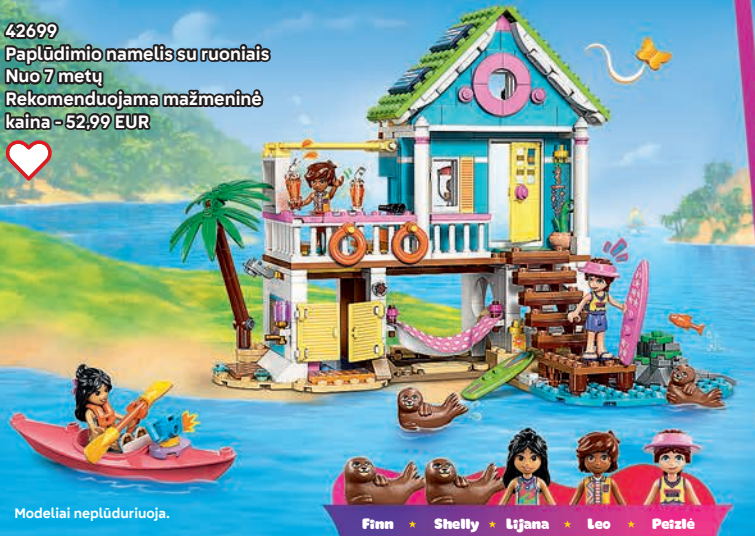 42699
Paplūdimio namelis su ruoniais
Nuo 7 metų
Rekomenduojama mažmeninė
kaina - 52,99 EUR
Modeliai neplūduriuoja.
Finn ★ Shelly ★ Lijana ★ Leo ★ Peizlė